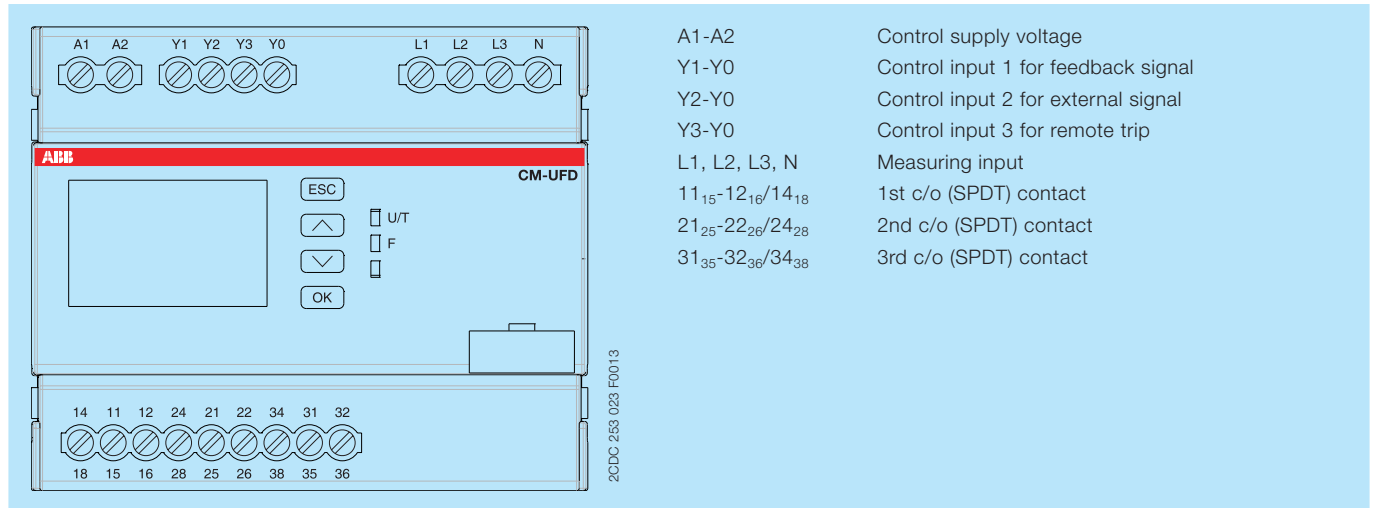 A1 A2 Y1 Y2 Y3 Y0 L1 L2 L3 N
ABB
CM-UFD
ESC
U/T
F
OK
14 11 12 24 21 22 34 31 32
18 15 16 28 25 26 38 35 36
2CDC 253 023 F0013
A1-A2 Control supply voltage
Y1-Y0 Control input 1 for feedback signal
Y2-Y0 Control input 2 for external signal
Y3-Y0 Control input 3 for remote trip
L1, L2, L3, N Measuring input
11₁₅-12₁₆/14₁₈ 1st c/o (SPDT) contact
21₂₅-22₂₆/24₂₈ 2nd c/o (SPDT) contact
31₃₅-32₃₆/34₃₈ 3rd c/o (SPDT) contact